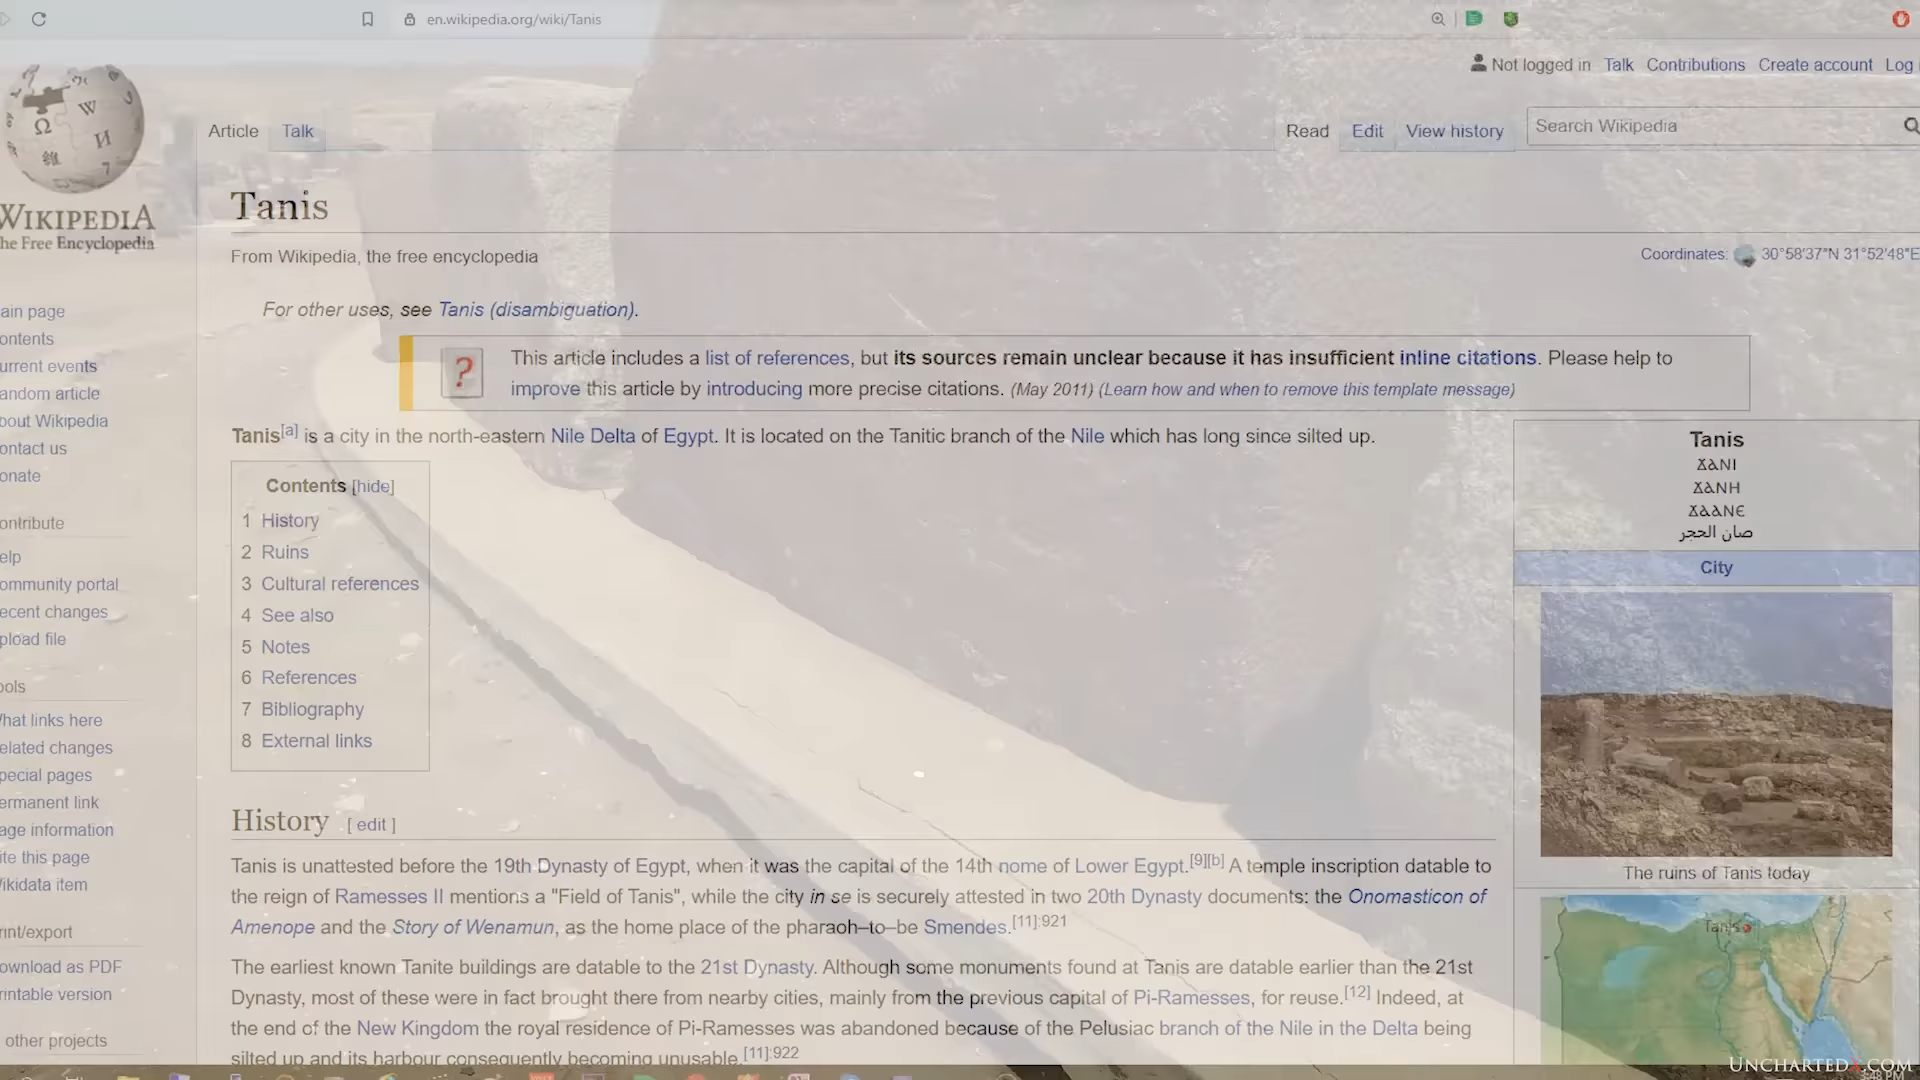 en.wikipedia.org/wiki/Tanis
Not logged in Talk Contributions Create account Log
Article Talk
Read Edit View history
Search Wikipedia
WIKIPEDIA
The Free Encyclopedia
Tanis
From Wikipedia, the free encyclopedia
Coordinates: 30°58′37″N 31°52′48″E
For other uses, see Tanis (disambiguation).
This article includes a list of references, but its sources remain unclear because it has insufficient inline citations. Please help to
improve this article by introducing more precise citations. (May 2011) (Learn how and when to remove this template message)
Tanis[a] is a city in the north-eastern Nile Delta of Egypt. It is located on the Tanitic branch of the Nile which has long since silted up.
ain page
ontents
urrent events
andom article
bout Wikipedia
ontact us
onate
ontribute
elp
ommunity portal
ecent changes
pload file
ools
hat links here
elated changes
pecial pages
ermanent link
age information
ite this page
ikidata item
rint/export
ownload as PDF
rintable version
other projects
Contents [hide]
1 History
2 Ruins
3 Cultural references
4 See also
5 Notes
6 References
7 Bibliography
8 External links
History [ edit ]
Tanis is unattested before the 19th Dynasty of Egypt, when it was the capital of the 14th nome of Lower Egypt.[9][b] A temple inscription datable to
the reign of Ramesses II mentions a "Field of Tanis", while the city in se is securely attested in two 20th Dynasty documents: the Onomasticon of
Amenope and the Story of Wenamun, as the home place of the pharaoh–to–be Smendes.[11]:921
The earliest known Tanite buildings are datable to the 21st Dynasty. Although some monuments found at Tanis are datable earlier than the 21st
Dynasty, most of these were in fact brought there from nearby cities, mainly from the previous capital of Pi-Ramesses, for reuse.[12] Indeed, at
the end of the New Kingdom the royal residence of Pi-Ramesses was abandoned because of the Pelusiac branch of the Nile in the Delta being
silted up and its harbour consequently becoming unusable.[11]:922
Tanis
ϪⲀⲚⲒ
ϪⲀⲚⲎ
ϪⲀⲀⲚⲈ
صان الحجر
City
The ruins of Tanis today
Tanis
UNCHARTEDX.COM
3:48 PM